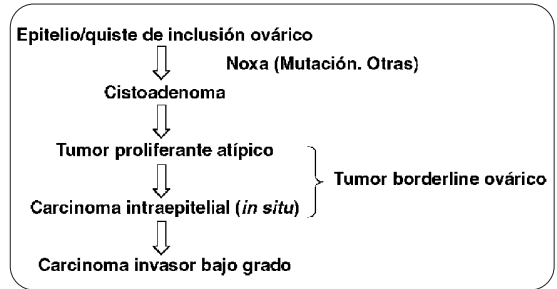 Epitelio/quiste de inclusión ovárico
Noxa (Mutación. Otras)
Cistoadenoma
Tumor proliferante atípico
Tumor borderline ovárico
Carcinoma intraepitelial (in situ)
Carcinoma invasor bajo grado